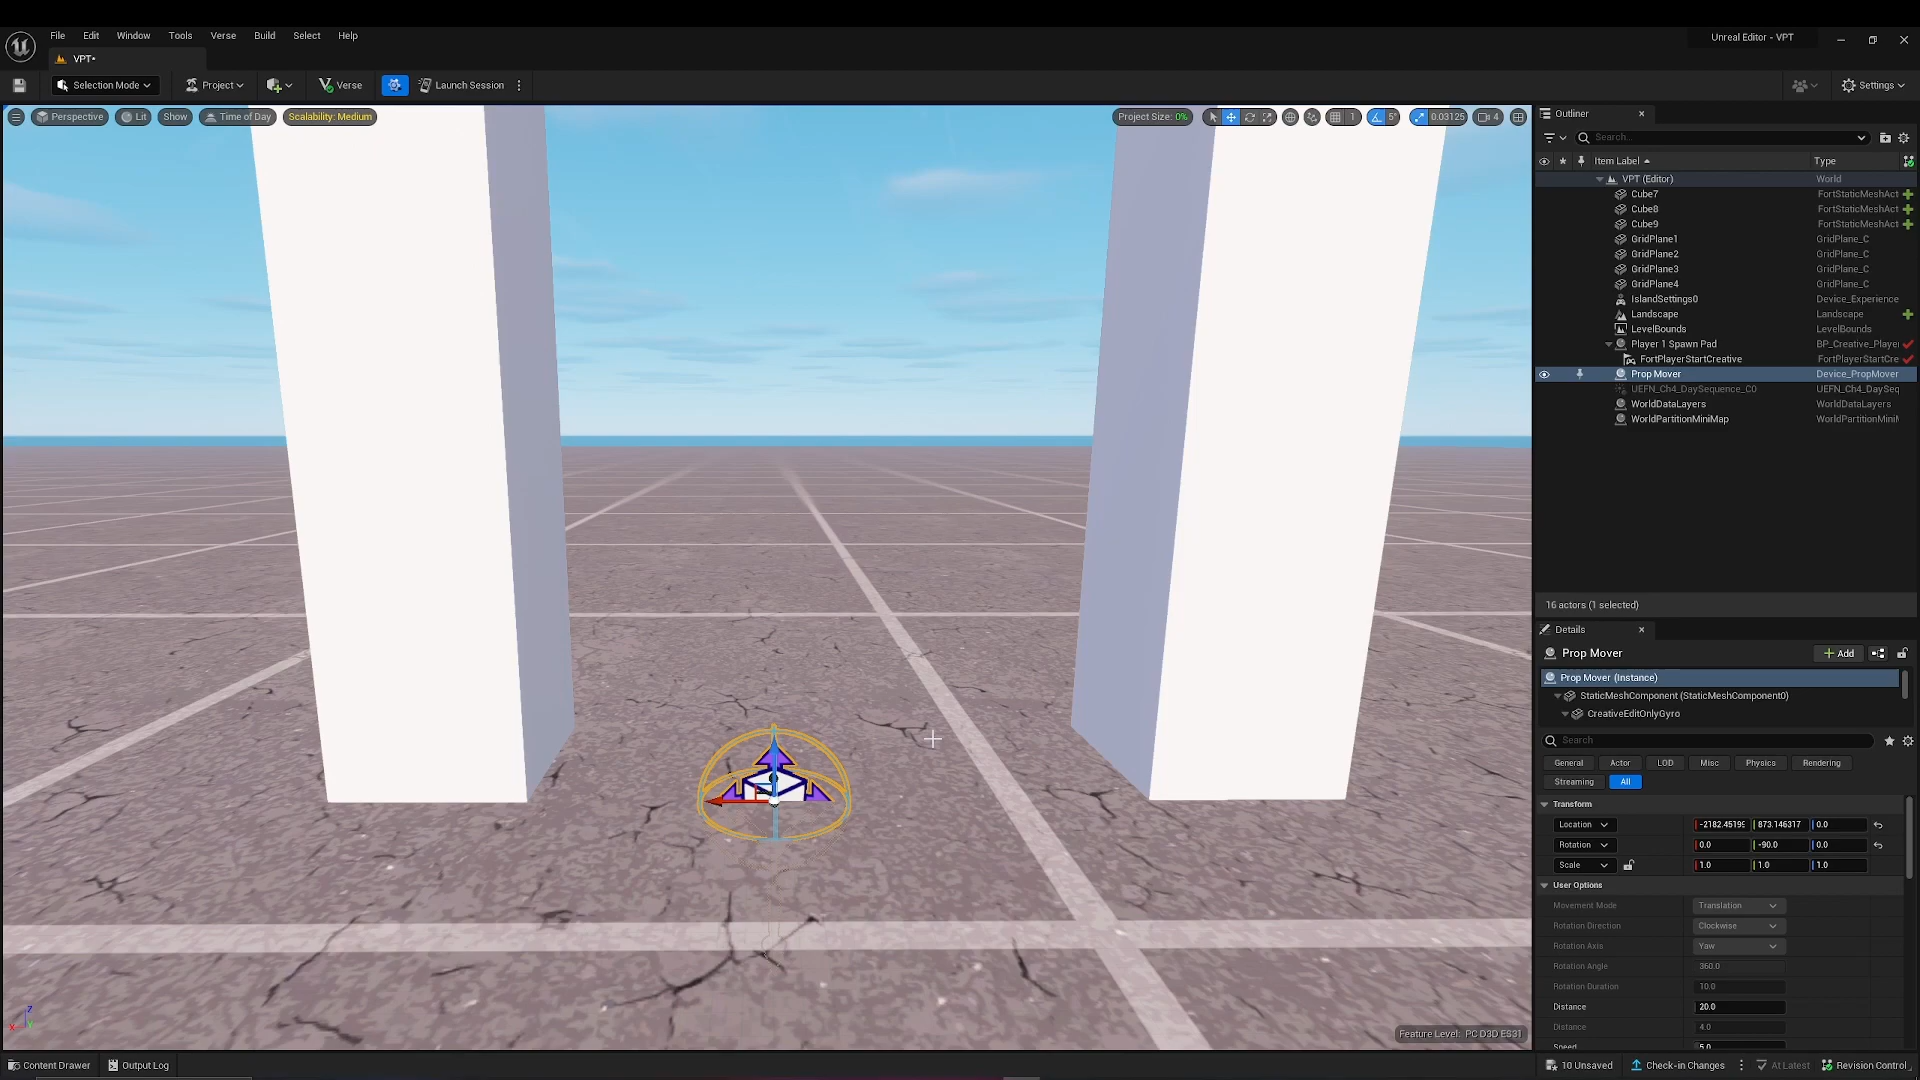 File Edit Window Tools Verse Build Select Help
Unreal Editor - VPT
VPT•
Selection Mode Project Verse Launch Session Settings
Perspective Lit Show Time of Day Scalability: Medium Project Size: 0% 1 5° 0.03125 4
Outliner
Search...
Item Label Type
VPT (Editor) World
Cube7 FortStaticMeshAct
Cube8 FortStaticMeshAct
Cube9 FortStaticMeshAct
GridPlane1 GridPlane_C
GridPlane2 GridPlane_C
GridPlane3 GridPlane_C
GridPlane4 GridPlane_C
IslandSettings0 Device_Experience
Landscape Landscape
LevelBounds LevelBounds
Player 1 Spawn Pad BP_Creative_Player
FortPlayerStartCreative FortPlayerStartCre
Prop Mover Device_PropMover
UEFN_Ch4_DaySequence_C0 UEFN_Ch4_DaySeq
WorldDataLayers WorldDataLayers
WorldPartitionMiniMap WorldPartitionMiniM
16 actors (1 selected)
Details
Prop Mover Add
Prop Mover (Instance)
StaticMeshComponent (StaticMeshComponent0)
CreativeEditOnlyGyro
Search
General Actor LOD Misc Physics Rendering
Streaming All
Transform
Location -2182.45199 873.146317 0.0
Rotation 0.0 -90.0 0.0
Scale 1.0 1.0 1.0
User Options
Movement Mode Translation
Rotation Direction Clockwise
Rotation Axis Yaw
Rotation Angle 360.0
Rotation Duration 10.0
Distance 20.0
Distance 4.0
Speed 5.0
Feature Level: PC D3D ES31
X Z Y
Content Drawer Output Log 10 Unsaved Check-in Changes At Latest Revision Control